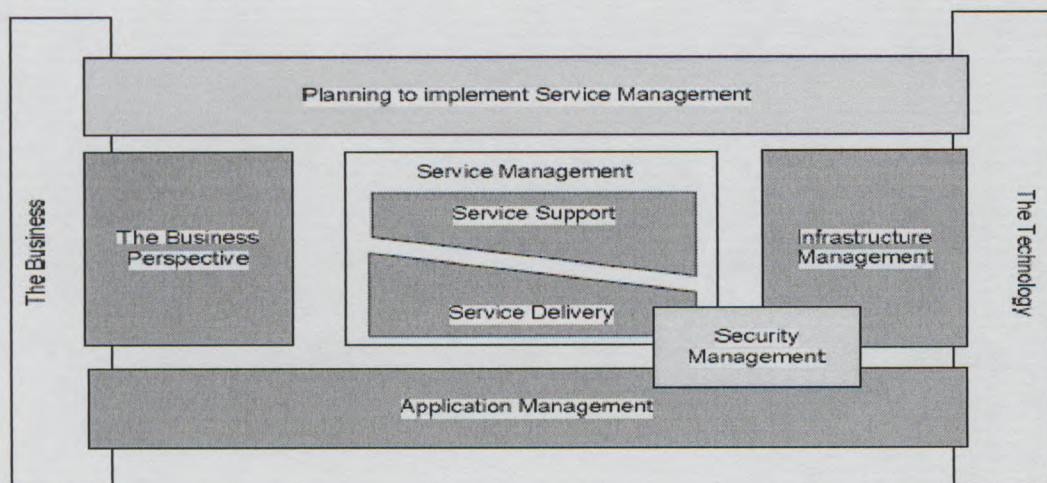 Planning to implement Service Management
The Business
The Business
Perspective
Service Management
Service Support
Service Delivery
Infrastructure
Management
Security
Management
The Technology
Application Management